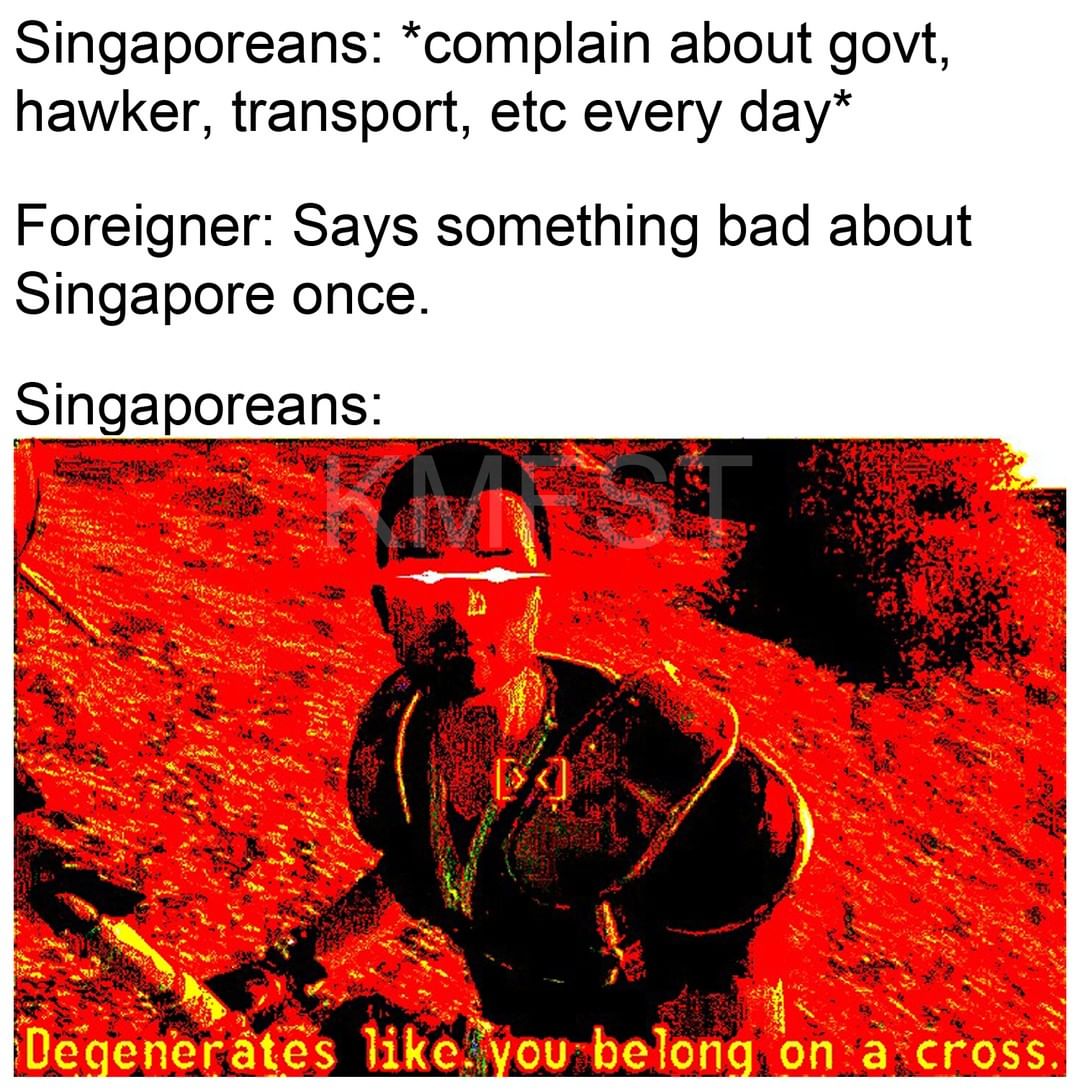 Singaporeans: *complain about govt,
hawker, transport, etc every day*
Foreigner: Says something bad about
Singapore once.
Singaporeans:
KMFST
[><]
Degenerates like you belong on a cross.